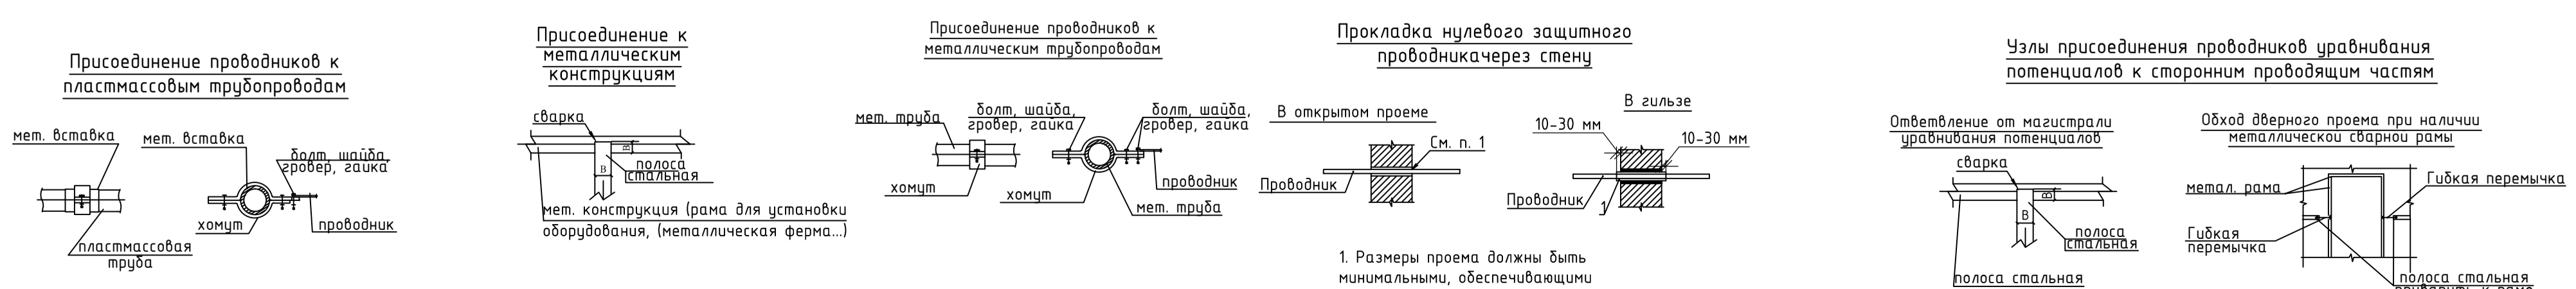 Присоединение проводников к
пластмассовым трубопроводам
мет. вставка
мет. вставка
болт, шайба,
гровер, гайка
хомут
проводник
пластмассовая
труба
Присоединение к
металлическим
конструкциям
сварка
В
В
полоса
стальная
мет. конструкция (рама для установки
оборудования, (металлическая ферма...)
Присоединение проводников к
металлическим трубопроводам
мет. труба
болт, шайба,
гровер, гайка
болт, шайба,
гровер, гайка
хомут
хомут
проводник
мет. труба
Прокладка нулевого защитного
проводникачерез стену
В открытом проеме
См. п. 1
Проводник
В гильзе
10-30 мм
10-30 мм
Проводник
1
1. Размеры проема должны быть
минимальными, обеспечивающими
Узлы присоединения проводников уравнивания
потенциалов к сторонним проводящим частям
Ответвление от магистрали
уравнивания потенциалов
сварка
В
В
полоса
стальная
полоса стальная
Обход дверного проема при наличии
металлической сварной рамы
метал. рама
Гибкая перемычка
Гибкая
перемычка
полоса стальная